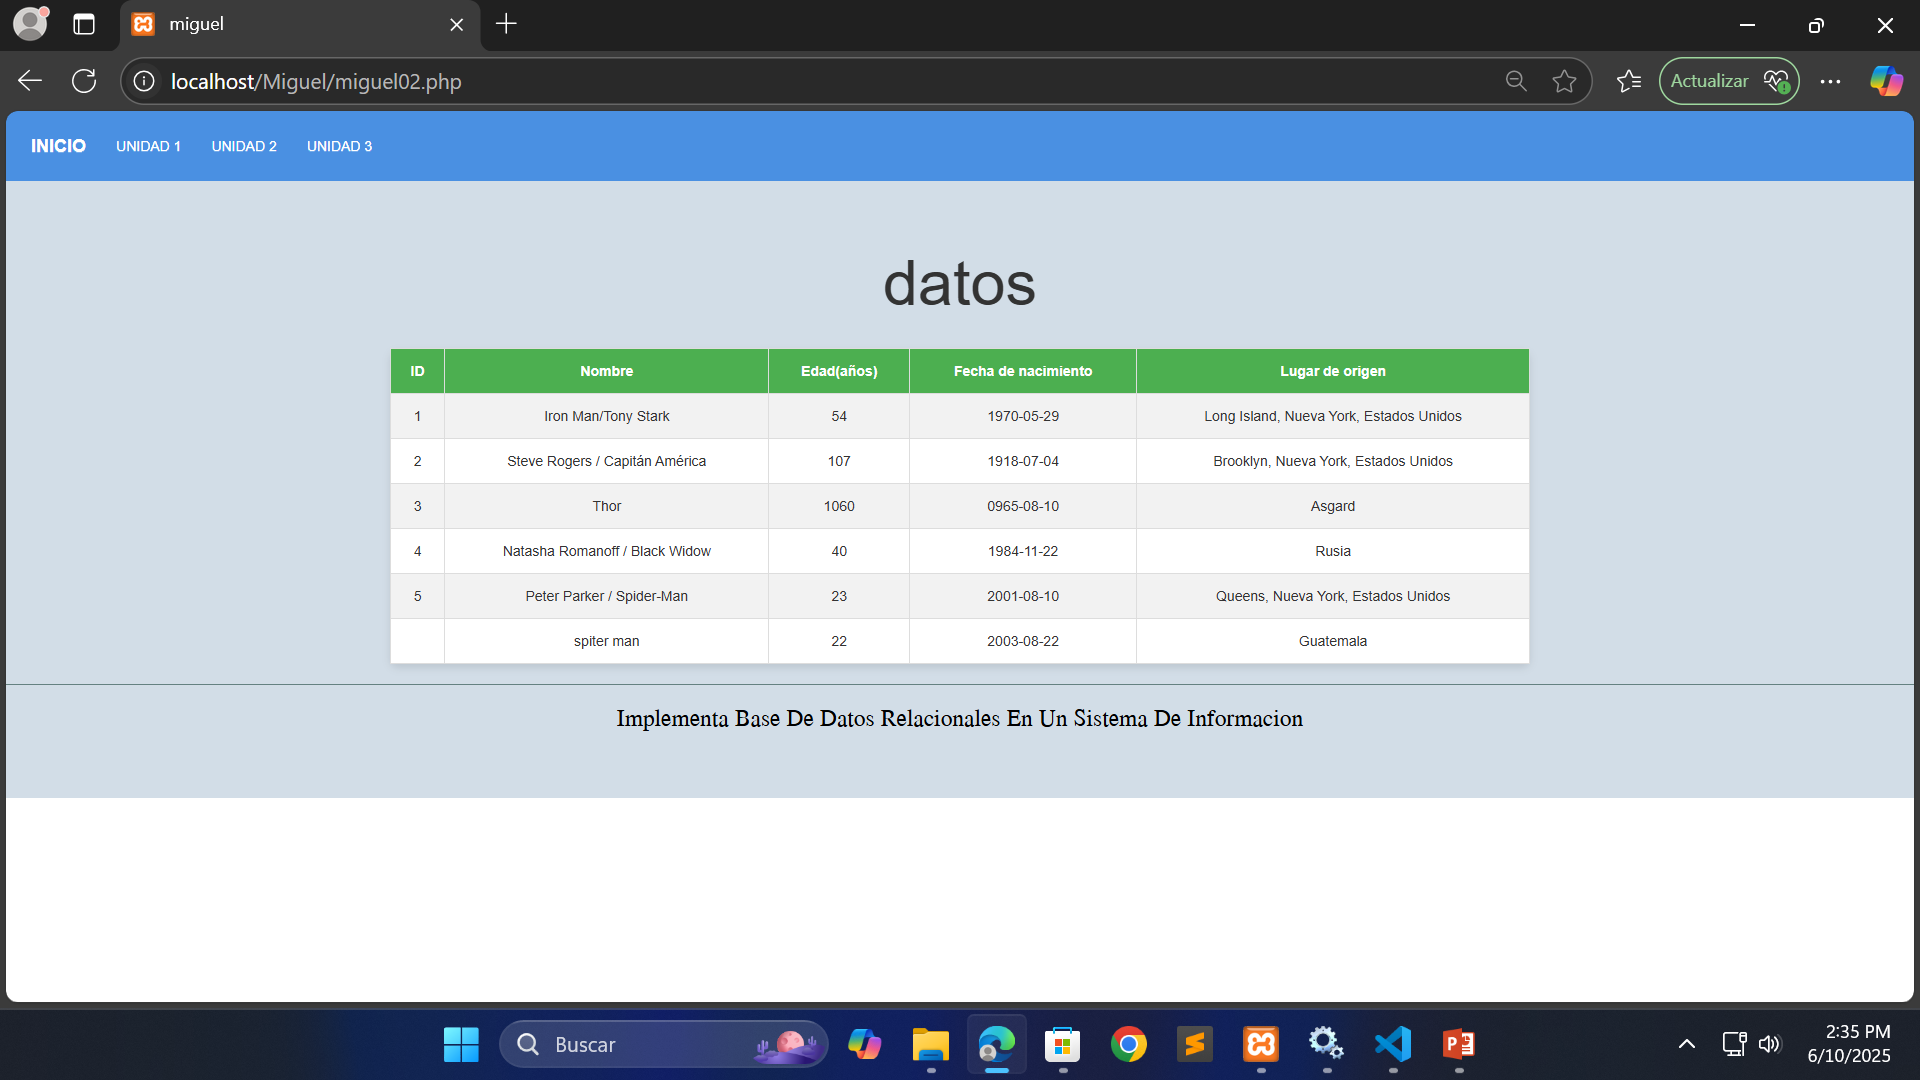 miguel
localhost/Miguel/miguel02.php
Actualizar
INICIO UNIDAD 1 UNIDAD 2 UNIDAD 3
datos
ID Nombre Edad(años) Fecha de nacimiento Lugar de origen
1 Iron Man/Tony Stark 54 1970-05-29 Long Island, Nueva York, Estados Unidos
2 Steve Rogers / Capitán América 107 1918-07-04 Brooklyn, Nueva York, Estados Unidos
3 Thor 1060 0965-08-10 Asgard
4 Natasha Romanoff / Black Widow 40 1984-11-22 Rusia
5 Peter Parker / Spider-Man 23 2001-08-10 Queens, Nueva York, Estados Unidos
spiter man 22 2003-08-22 Guatemala
Implementa Base De Datos Relacionales En Un Sistema De Informacion
Buscar
2:35 PM
6/10/2025